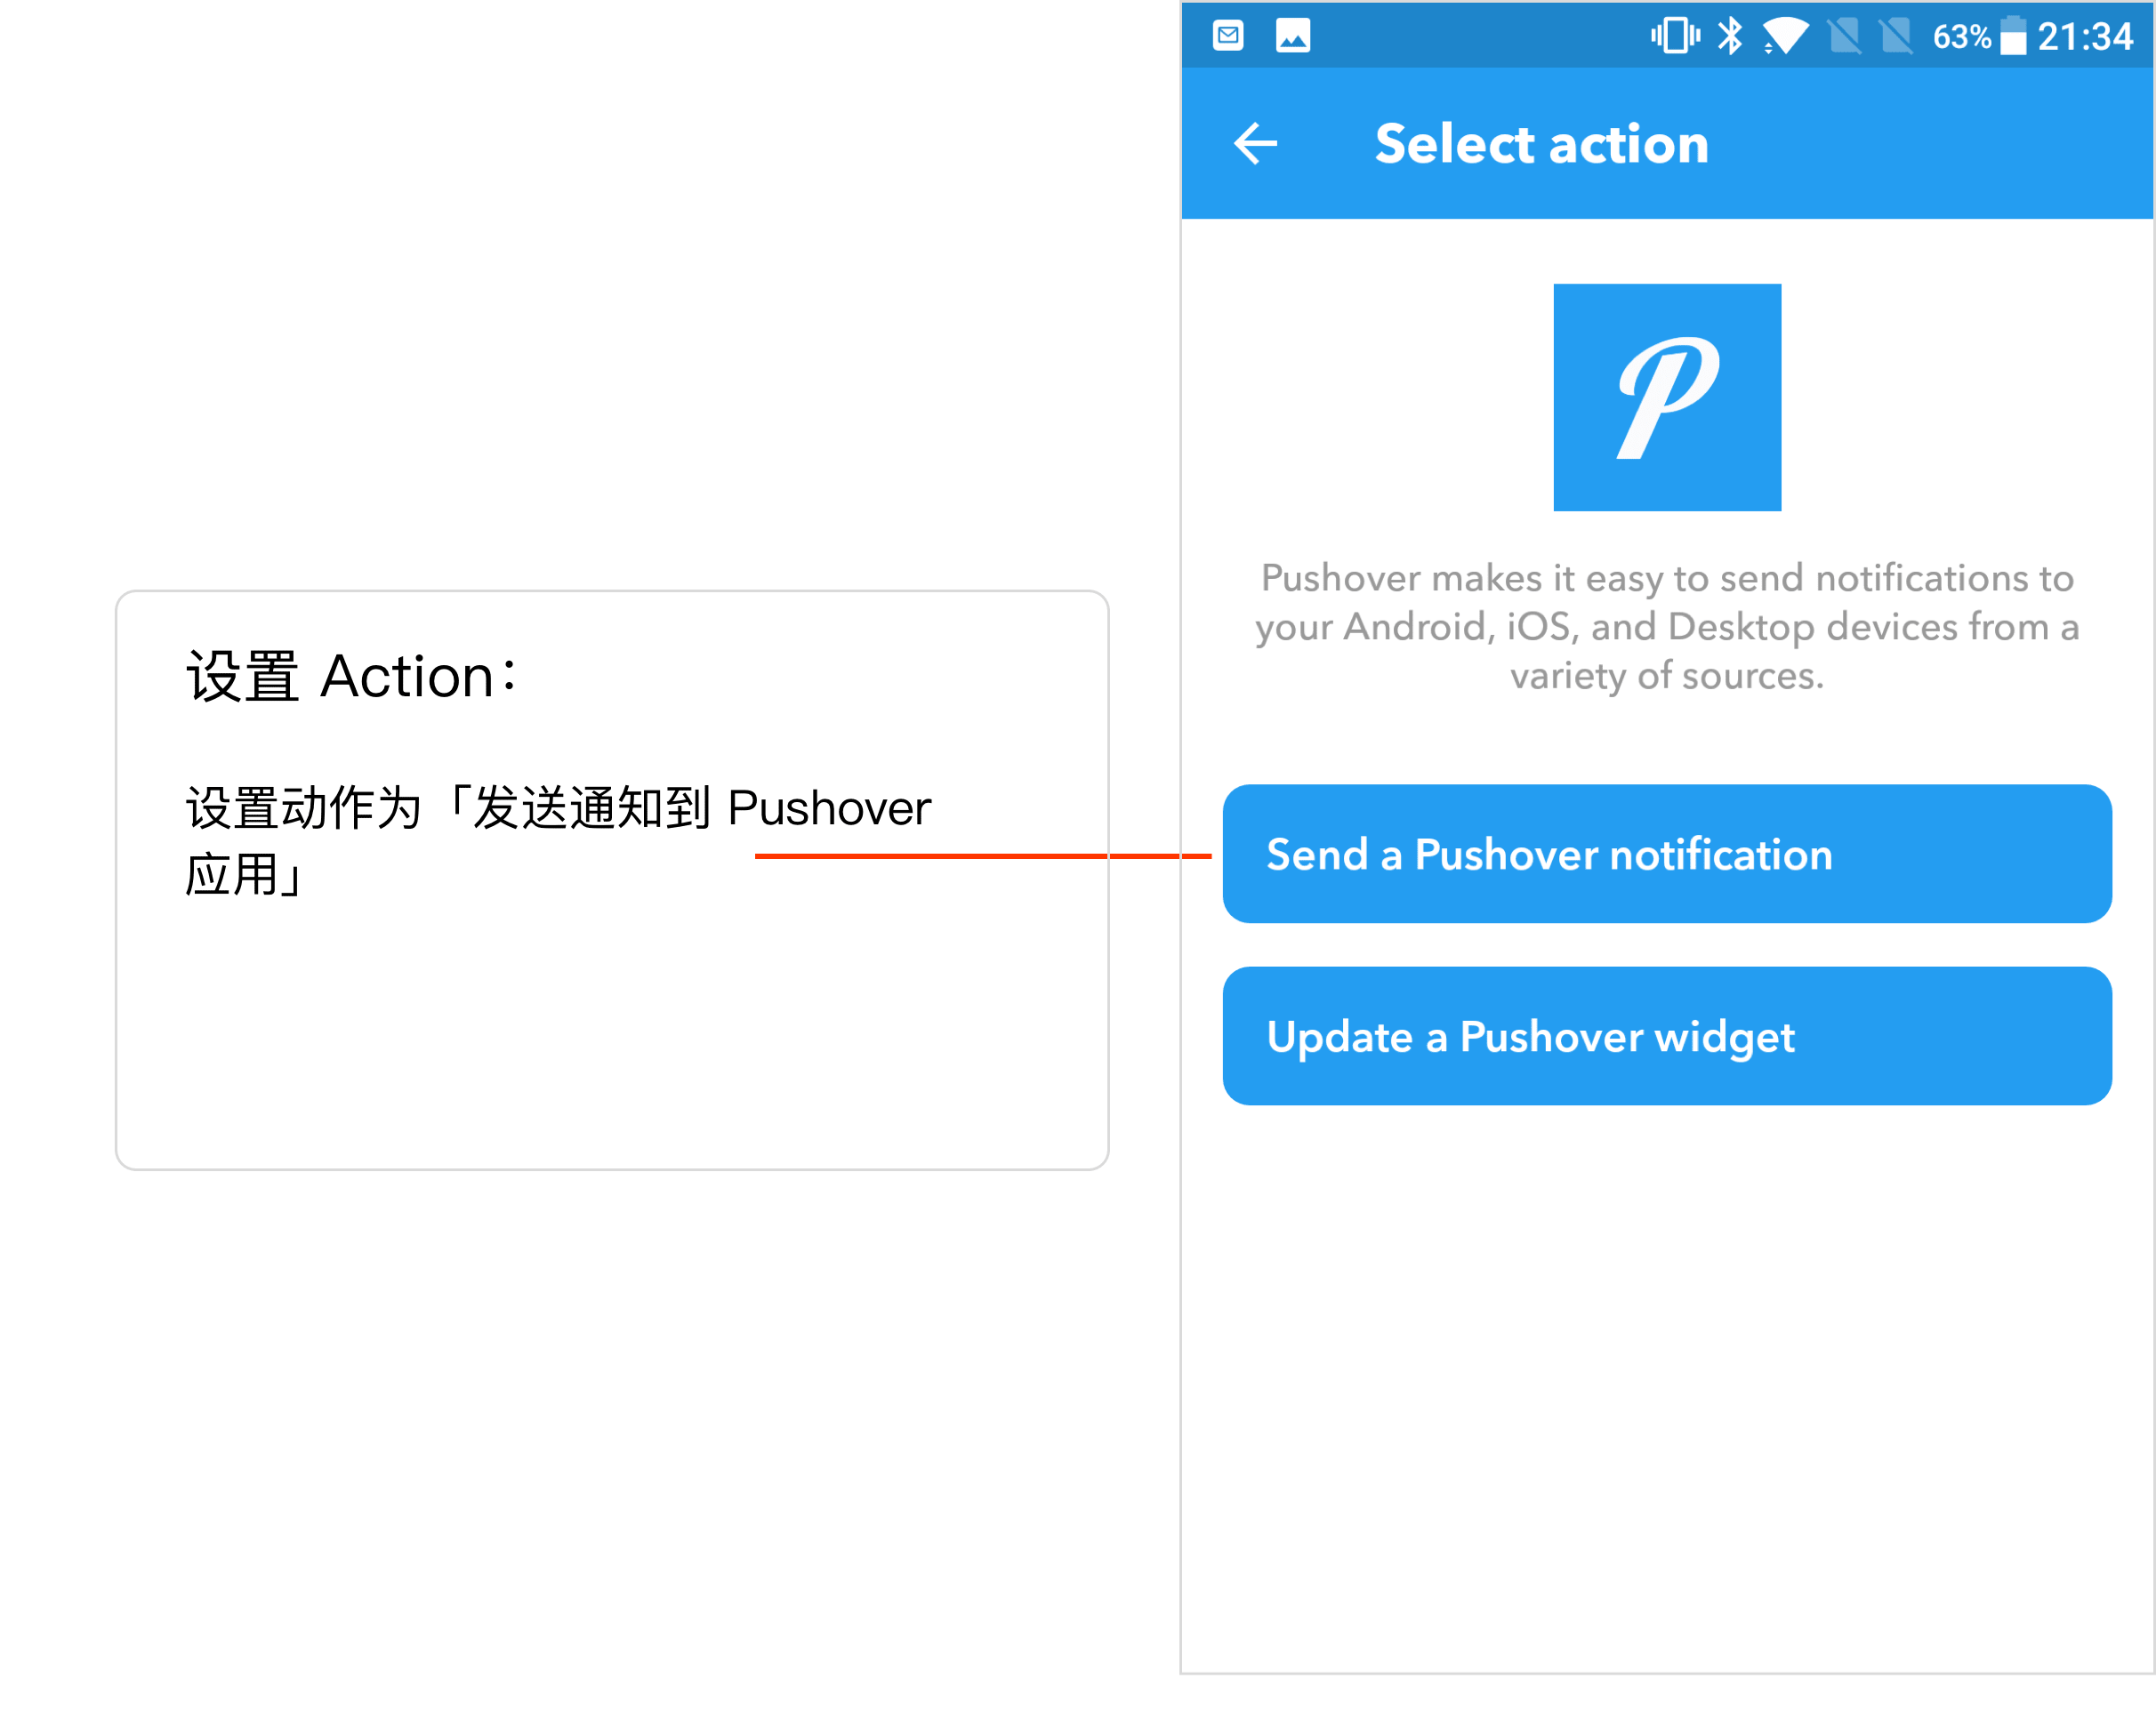 设置 Action：
设置动作为「发送通知到 Pushover
应用」
63% 21:34
Select action
Pushover makes it easy to send notifications to
your Android, iOS, and Desktop devices from a
variety of sources.
Send a Pushover notification
Update a Pushover widget